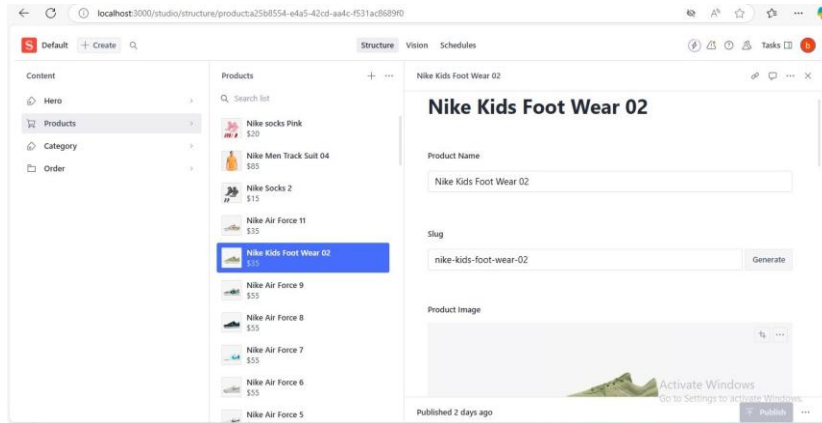 localhost:3000/studio/structure/product;a25b8554-e4a5-42cd-aa4c-f531ac8689f0
S Default + Create Structure Vision Schedules Tasks b
Content
Hero
Products
Category
Order
Products
Search list
Nike socks Pink
$20
Nike Men Track Suit 04
$85
Nike Socks 2
$15
Nike Air Force 11
$35
Nike Kids Foot Wear 02
$35
Nike Air Force 9
$55
Nike Air Force 8
$55
Nike Air Force 7
$55
Nike Air Force 6
$55
Nike Air Force 5
Nike Kids Foot Wear 02
Nike Kids Foot Wear 02
Product Name
Nike Kids Foot Wear 02
Slug
nike-kids-foot-wear-02 Generate
Product Image
Activate Windows
Go to Settings to activate Windows.
Published 2 days ago Publish